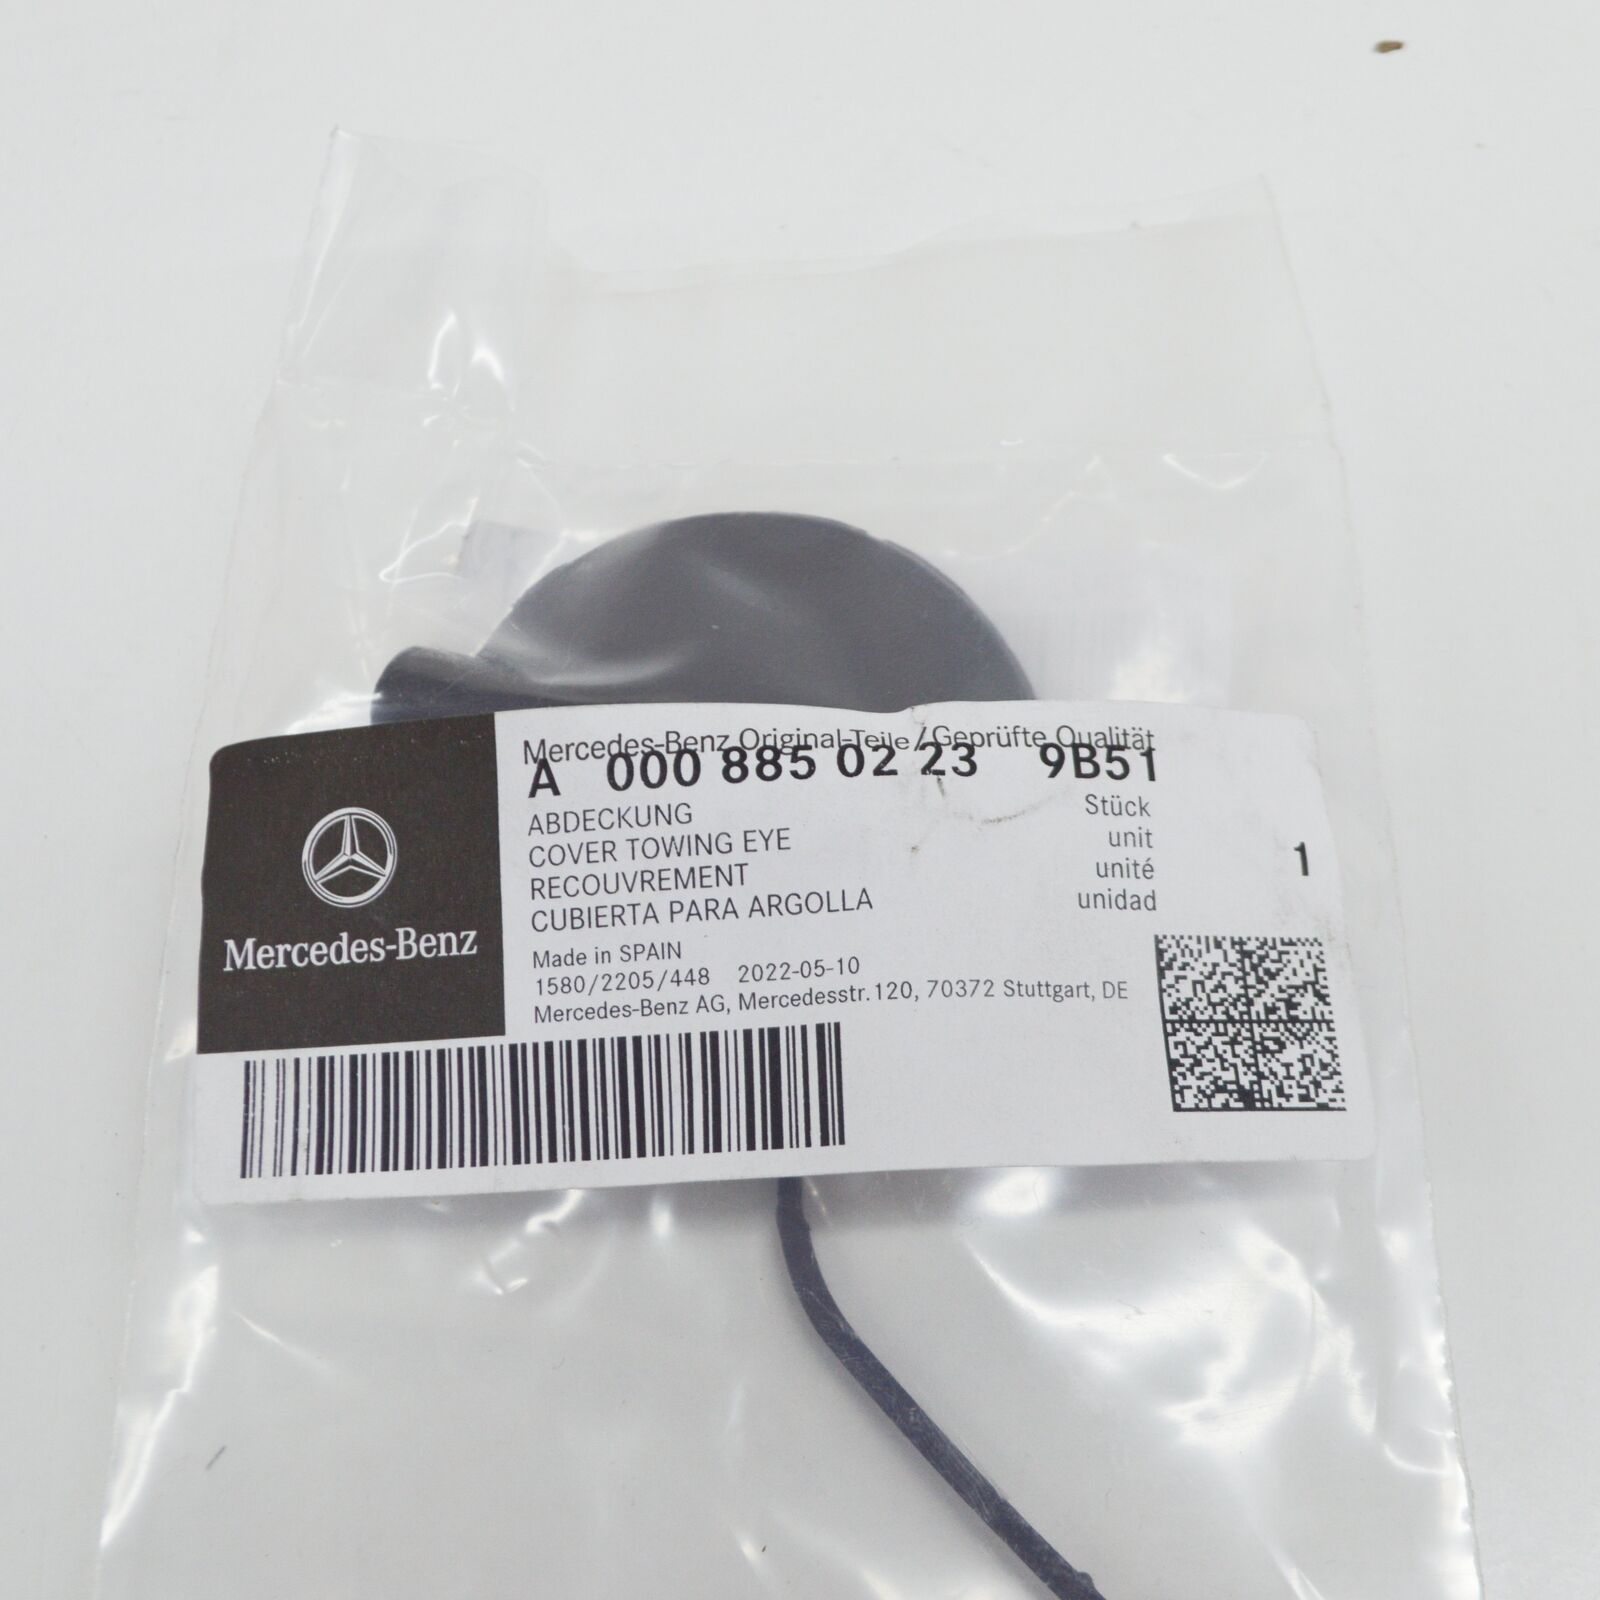 Mercedes-Benz Original-Teile / Geprüfte Qualität
A 000 885 02 23 9B51
ABDECKUNG
COVER TOWING EYE
RECOUVREMENT
CUBIERTA PARA ARGOLLA
Stück
unit
unité
unidad
1
Made in SPAIN
1580/2205/448 2022-05-10
Mercedes-Benz AG, Mercedesstr. 120, 70372 Stuttgart, DE
Mercedes-Benz